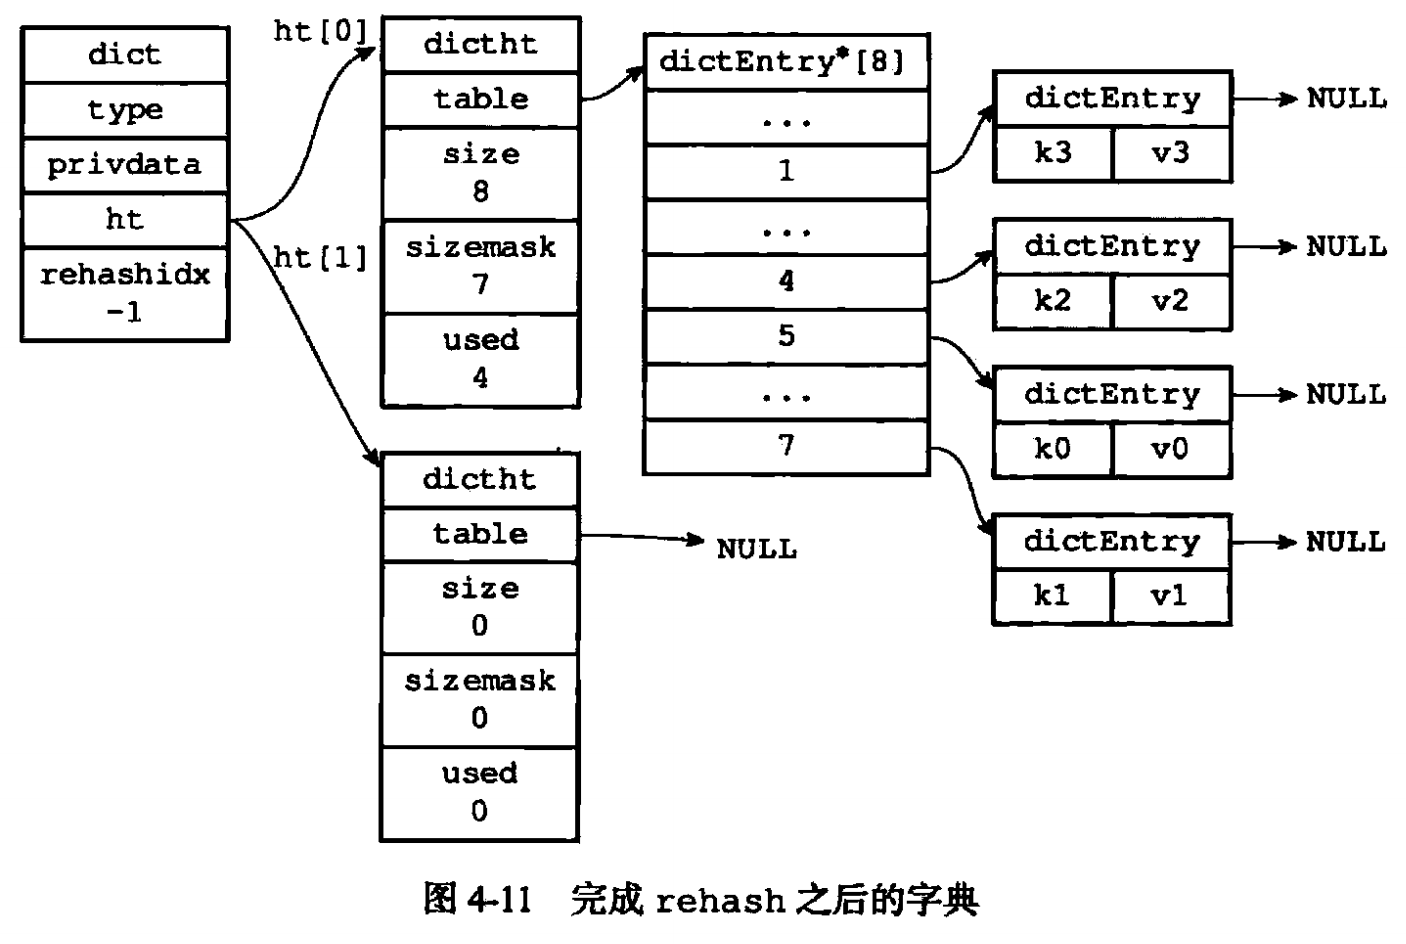 dict
type
privdata
ht
rehashidx
-1
ht[0]
ht[1]
dictht
table
size
8
sizemask
7
used
4
dictht
table
size
0
sizemask
0
used
0
NULL
dictEntry*[8]
...
1
...
4
5
...
7
dictEntry
k3 v3
NULL
dictEntry
k2 v2
NULL
dictEntry
k0 v0
NULL
dictEntry
k1 v1
NULL
图 4-11 完成 rehash 之后的字典